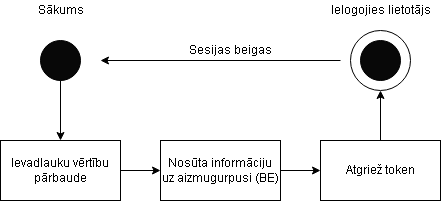 Sākums
Ielogojies lietotājs
Sesijas beigas
Ievadlauku vērtību
pārbaude
Nosūta informāciju
uz aizmugurpusi (BE)
Atgriež token